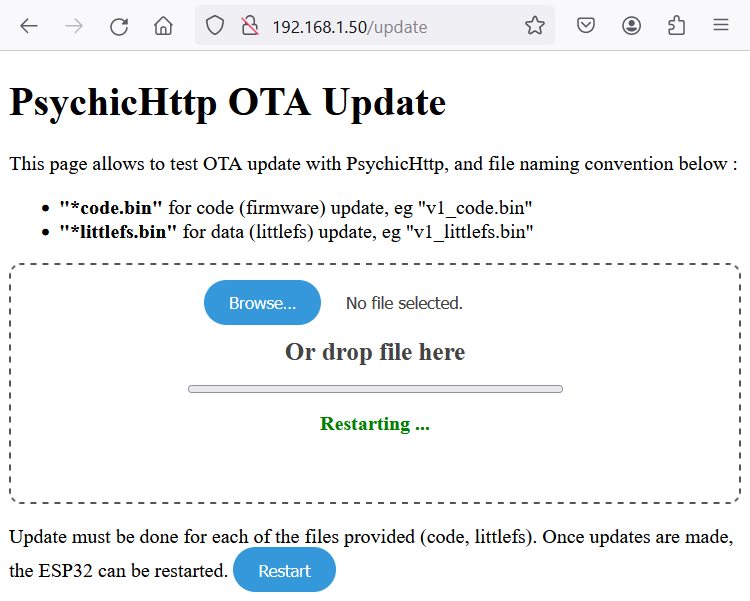 192.168.1.50/update
PsychicHttp OTA Update
This page allows to test OTA update with PsychicHttp, and file naming convention below :
"*code.bin" for code (firmware) update, eg "v1_code.bin"
"*littlefs.bin" for data (littlefs) update, eg "v1_littlefs.bin"
Browse... No file selected.
Or drop file here
Restarting ...
Update must be done for each of the files provided (code, littlefs). Once updates are made,
the ESP32 can be restarted. Restart